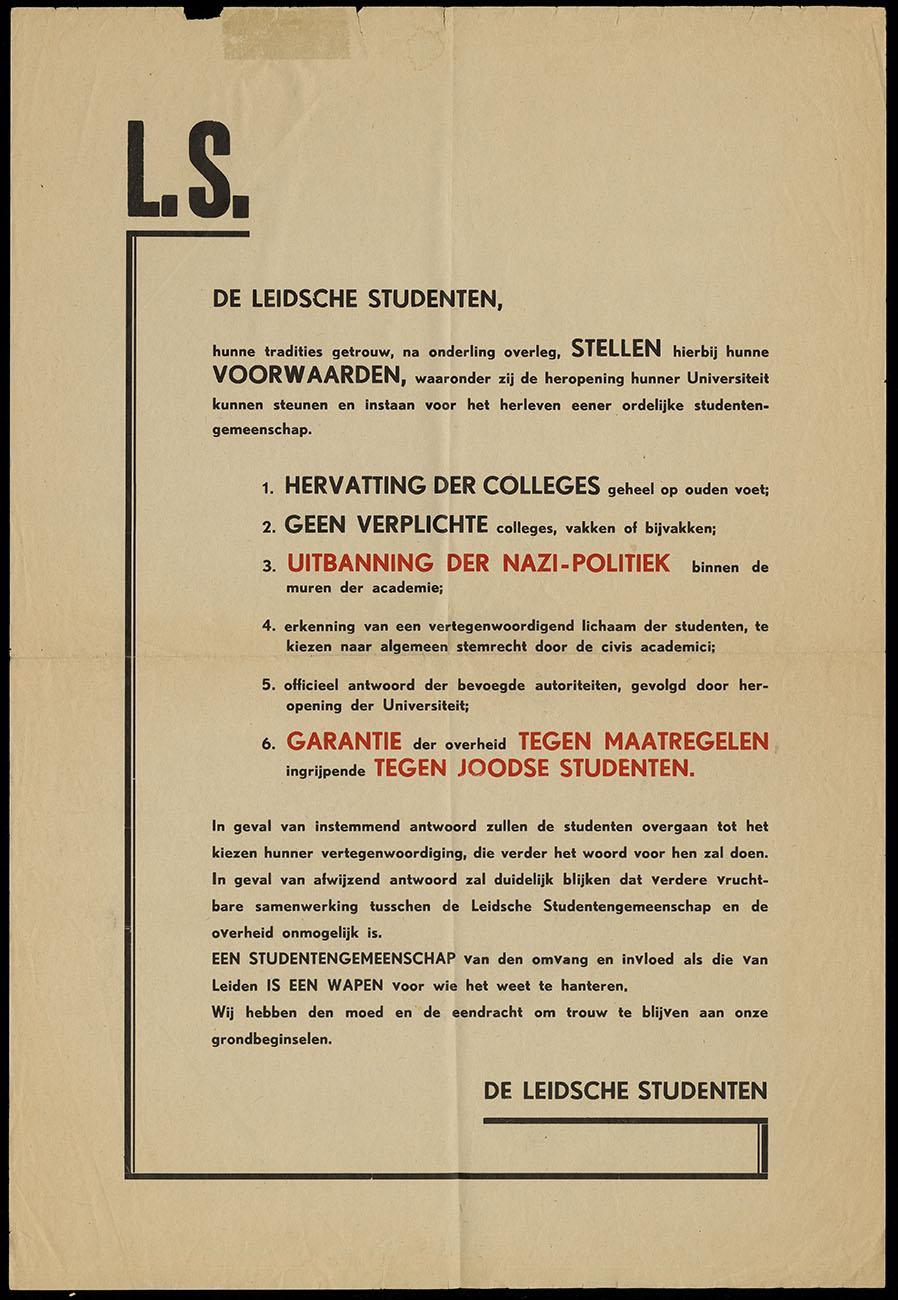 L.S.
DE LEIDSCHE STUDENTEN,
hunne tradities getrouw, na onderling overleg, STELLEN hierbij hunne
VOORWAARDEN, waaronder zij de heropening hunner Universiteit
kunnen steunen en instaan voor het herleven eener ordelijke studenten-
gemeenschap.
1. HERVATTING DER COLLEGES geheel op ouden voet;
2. GEEN VERPLICHTE colleges, vakken of bijvakken;
3. UITBANNING DER NAZI-POLITIEK binnen de
muren der academie;
4. erkenning van een vertegenwoordigend lichaam der studenten, te
kiezen naar algemeen stemrecht door de civis academici;
5. officieel antwoord der bevoegde autoriteiten, gevolgd door her-
opening der Universiteit;
6. GARANTIE der overheid TEGEN MAATREGELEN
ingrijpende TEGEN JOODSE STUDENTEN.
In geval van instemmend antwoord zullen de studenten overgaan tot het
kiezen hunner vertegenwoordiging, die verder het woord voor hen zal doen.
In geval van afwijzend antwoord zal duidelijk blijken dat verdere vrucht-
bare samenwerking tusschen de Leidsche Studentengemeenschap en de
overheid onmogelijk is.
EEN STUDENTENGEMEENSCHAP van den omvang en invloed als die van
Leiden IS EEN WAPEN voor wie het weet te hanteren.
Wij hebben den moed en de eendracht om trouw te blijven aan onze
grondbeginselen.
DE LEIDSCHE STUDENTEN